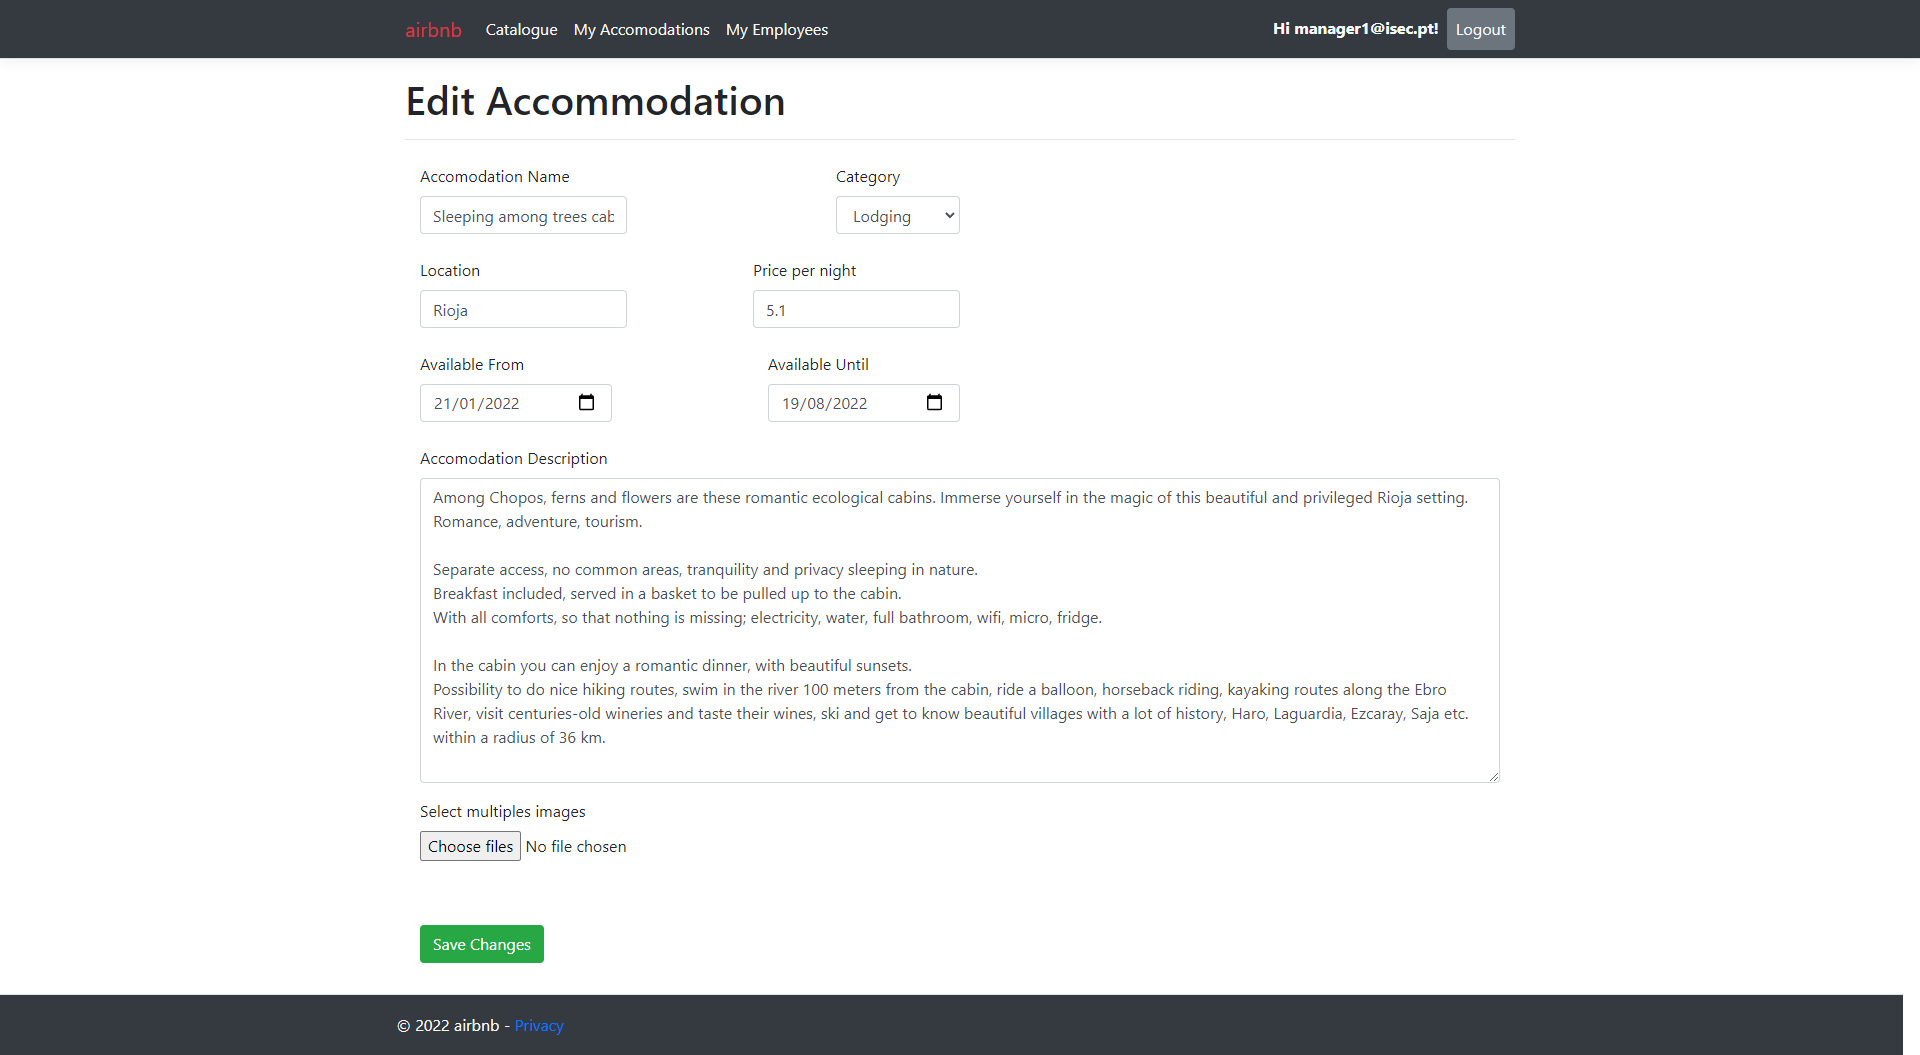 airbnb Catalogue My Accomodations My Employees Hi manager1@isec.pt! Logout
Edit Accommodation
Accomodation Name Category
Sleeping among trees cab Lodging
Location Price per night
Rioja 5.1
Available From Available Until
21/01/2022 19/08/2022
Accomodation Description
Among Chopos, ferns and flowers are these romantic ecological cabins. Immerse yourself in the magic of this beautiful and privileged Rioja setting.
Romance, adventure, tourism.
Separate access, no common areas, tranquility and privacy sleeping in nature.
Breakfast included, served in a basket to be pulled up to the cabin.
With all comforts, so that nothing is missing; electricity, water, full bathroom, wifi, micro, fridge.
In the cabin you can enjoy a romantic dinner, with beautiful sunsets.
Possibility to do nice hiking routes, swim in the river 100 meters from the cabin, ride a balloon, horseback riding, kayaking routes along the Ebro
River, visit centuries-old wineries and taste their wines, ski and get to know beautiful villages with a lot of history, Haro, Laguardia, Ezcaray, Saja etc.
within a radius of 36 km.
Select multiples images
Choose files No file chosen
Save Changes
© 2022 airbnb - Privacy